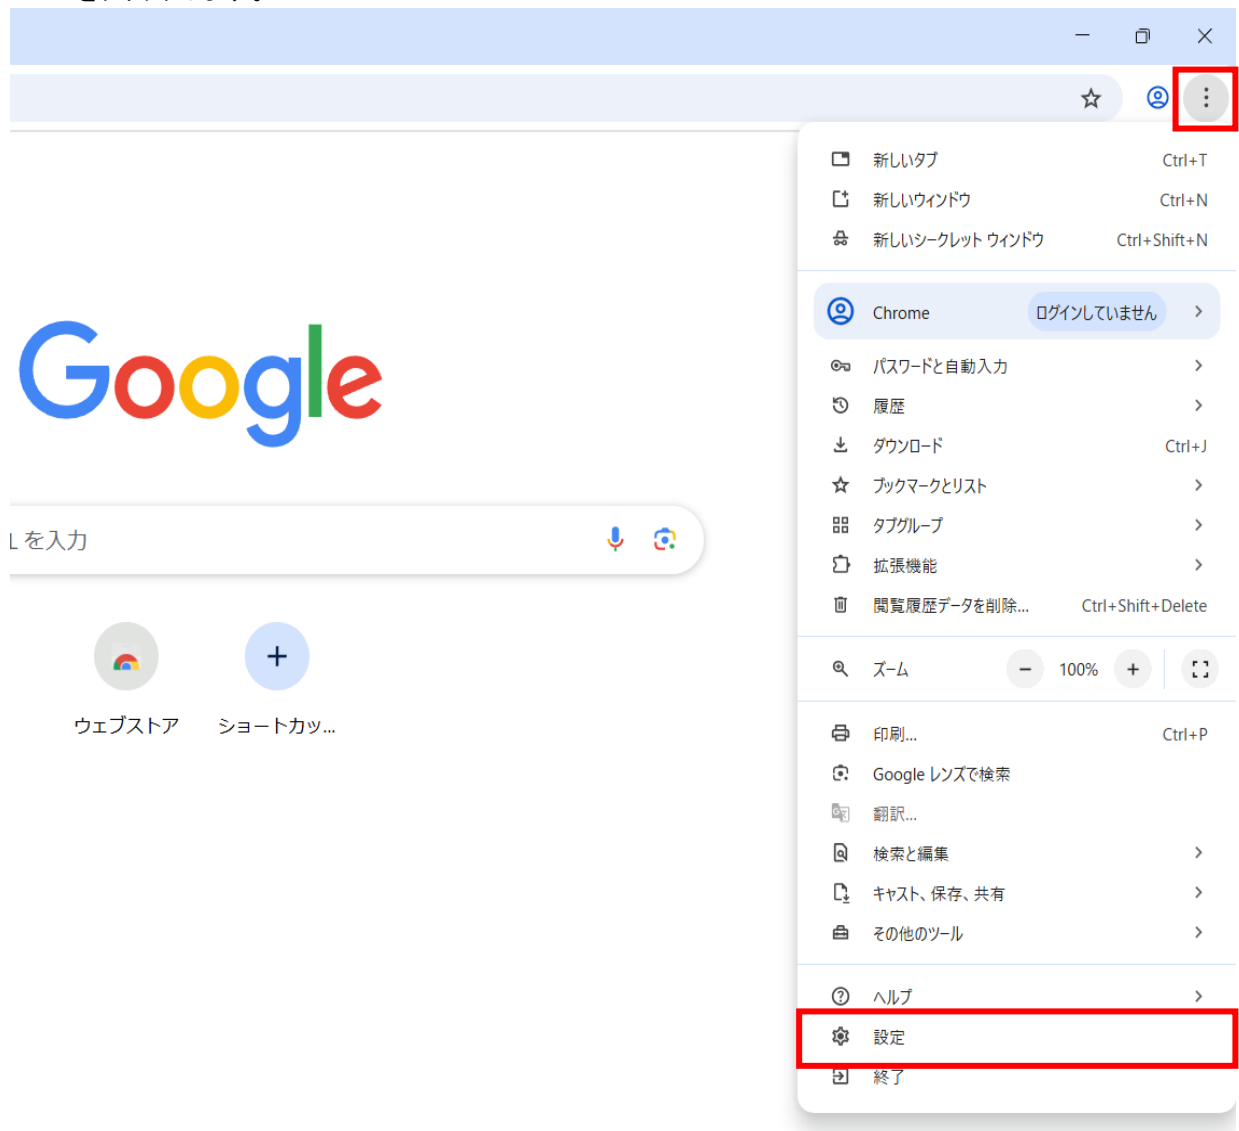 Google
を入力
ウェブストア
ショートカッ...
新しいタブ Ctrl+T
新しいウィンドウ Ctrl+N
新しいシークレット ウィンドウ Ctrl+Shift+N
Chrome ログインしていません
パスワードと自動入力
履歴
ダウンロード Ctrl+J
ブックマークとリスト
タブグループ
拡張機能
閲覧履歴データを削除... Ctrl+Shift+Delete
ズーム − 100% +
印刷... Ctrl+P
Google レンズで検索
翻訳...
検索と編集
キャスト、保存、共有
その他のツール
ヘルプ
設定
終了